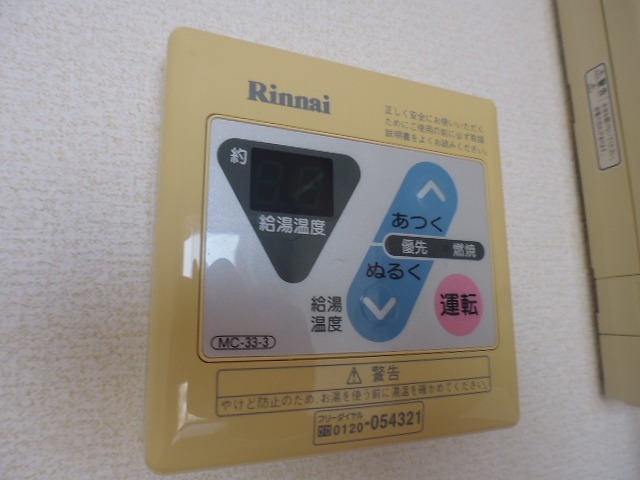 Rinnai
正しく安全にお使いいただく
ためにご使用の前に必ず取扱
説明書をよくお読みください。
約
給湯温度
あつく
優先 燃焼
ぬるく
給湯
温度
運転
MC-33-3
警告
やけど防止のため、お湯を使う前に湯温を確かめてください。
フリーダイヤル
0120-054321